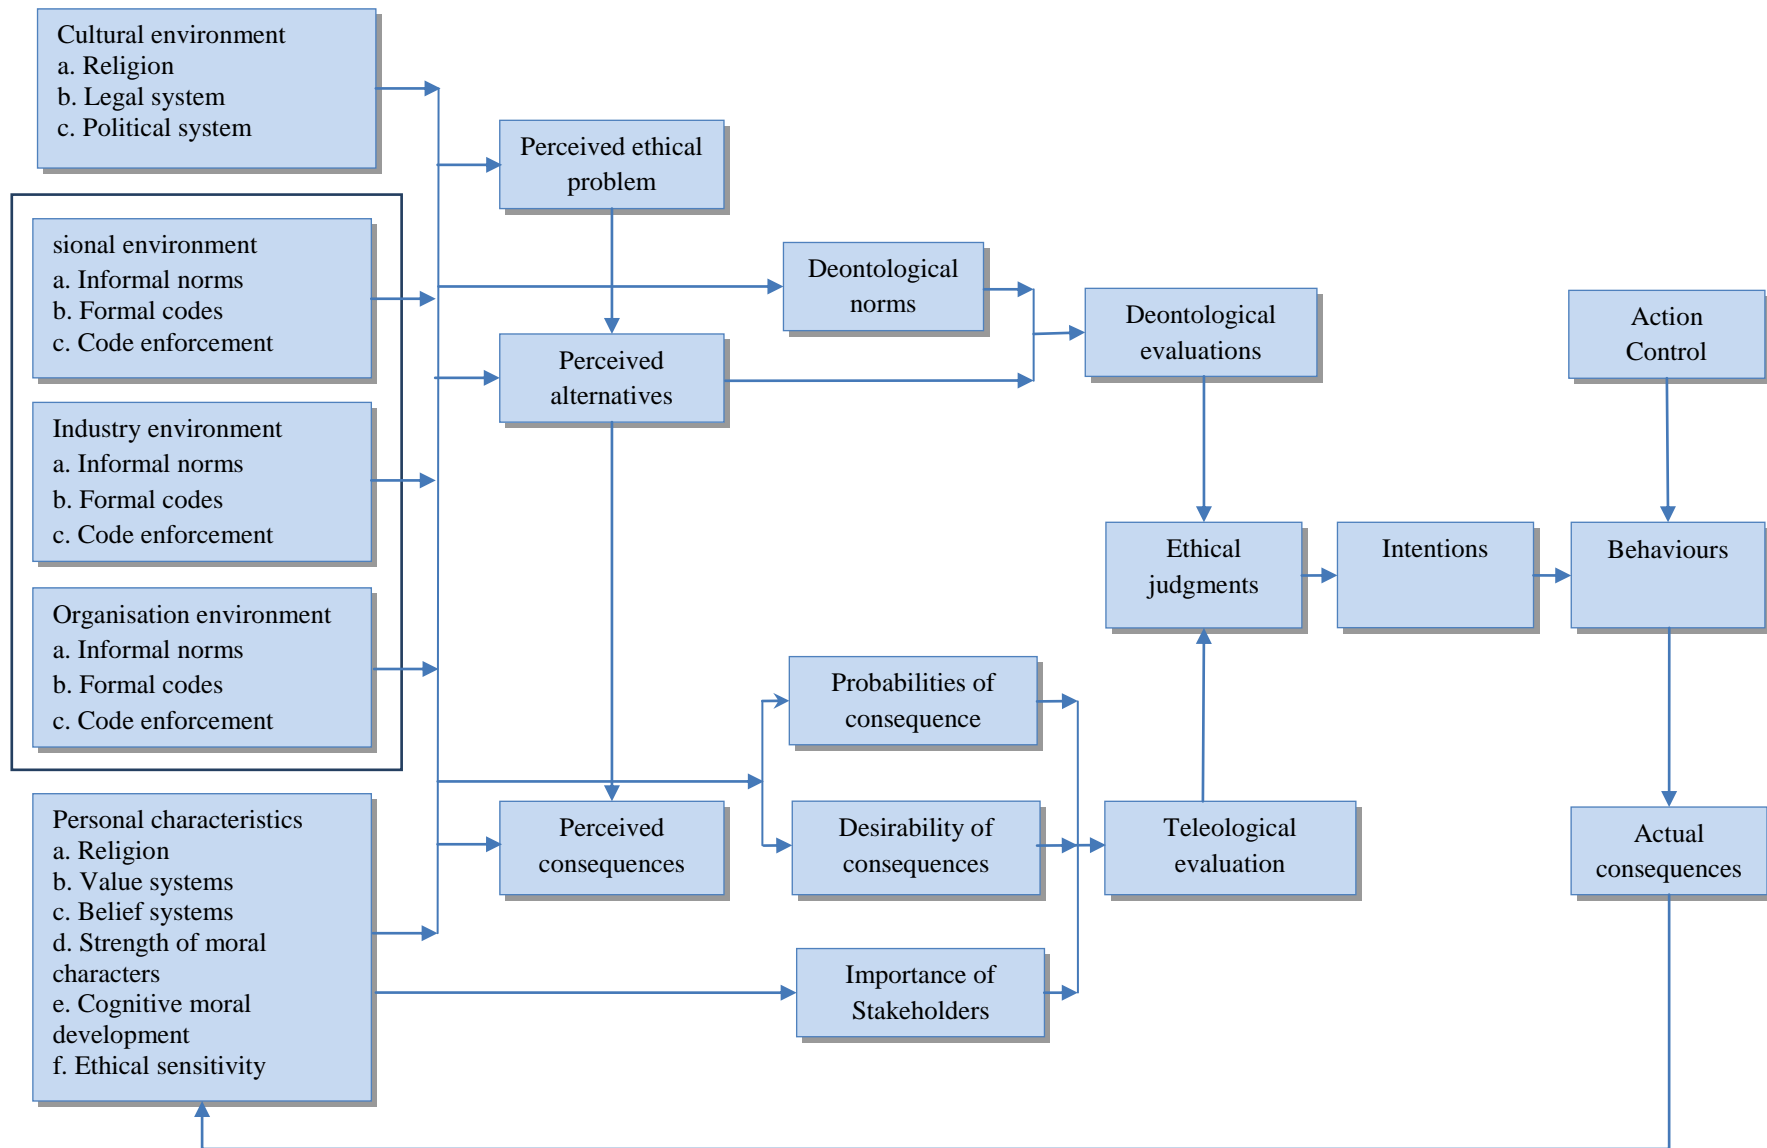 Cultural environment
a. Religion
b. Legal system
c. Political system
sional environment
a. Informal norms
b. Formal codes
c. Code enforcement
Industry environment
a. Informal norms
b. Formal codes
c. Code enforcement
Organisation environment
a. Informal norms
b. Formal codes
c. Code enforcement
Personal characteristics
a. Religion
b. Value systems
c. Belief systems
d. Strength of moral
characters
e. Cognitive moral
development
f. Ethical sensitivity
Perceived ethical
problem
Perceived
alternatives
Perceived
consequences
Deontological
norms
Probabilities of
consequence
Desirability of
consequences
Importance of
Stakeholders
Deontological
evaluations
Ethical
judgments
Teleological
evaluation
Intentions
Action
Control
Behaviours
Actual
consequences